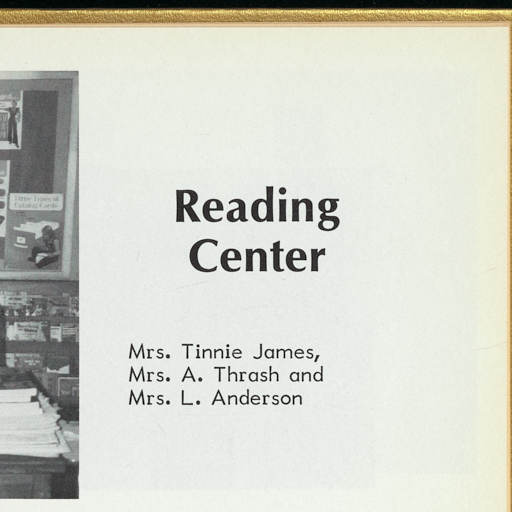 Three Types of
Catalog Cards
Reading
Center
Mrs. Tinnie James,
Mrs. A. Thrash and
Mrs. L. Anderson